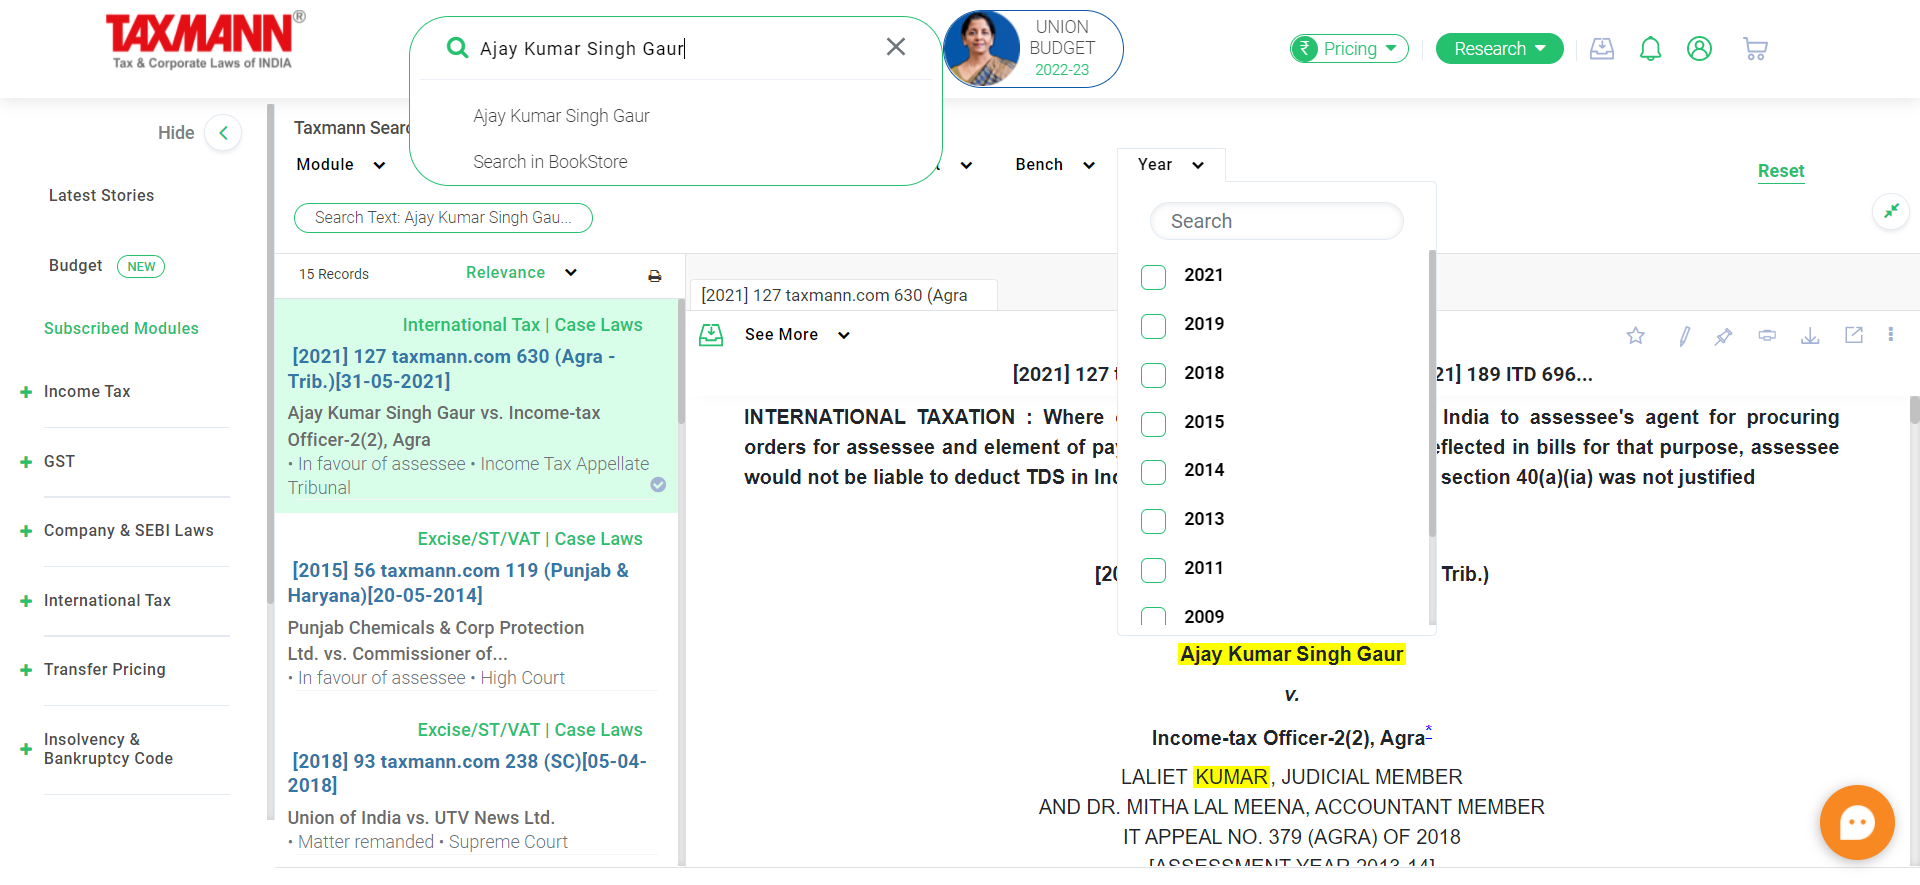 TAXMANN®
Tax & Corporate Laws of INDIA
Ajay Kumar Singh Gaur
Ajay Kumar Singh Gaur
Search in BookStore
UNION
BUDGET
2022-23
Pricing
Research
Hide
Latest Stories
Budget NEW
Subscribed Modules
+ Income Tax
+ GST
+ Company & SEBI Laws
+ International Tax
+ Transfer Pricing
+ Insolvency &
Bankruptcy Code
Taxmann Searc
Module
Bench
Year
Reset
Search Text: Ajay Kumar Singh Gau...
Search
2021
2019
2018
2015
2014
2013
2011
2009
15 Records
Relevance
International Tax | Case Laws
[2021] 127 taxmann.com 630 (Agra -
Trib.)[31-05-2021]
Ajay Kumar Singh Gaur vs. Income-tax
Officer-2(2), Agra
• In favour of assessee • Income Tax Appellate
Tribunal
Excise/ST/VAT | Case Laws
[2015] 56 taxmann.com 119 (Punjab &
Haryana)[20-05-2014]
Punjab Chemicals & Corp Protection
Ltd. vs. Commissioner of...
• In favour of assessee • High Court
Excise/ST/VAT | Case Laws
[2018] 93 taxmann.com 238 (SC)[05-04-
2018]
Union of India vs. UTV News Ltd.
• Matter remanded • Supreme Court
[2021] 127 taxmann.com 630 (Agra
See More
[2021] 127 21] 189 ITD 696...
INTERNATIONAL TAXATION : Where India to assessee's agent for procuring
orders for assessee and element of pay eflected in bills for that purpose, assessee
would not be liable to deduct TDS in Ind section 40(a)(ia) was not justified
[20 Trib.)
Ajay Kumar Singh Gaur
v.
Income-tax Officer-2(2), Agra*
LALIET KUMAR, JUDICIAL MEMBER
AND DR. MITHA LAL MEENA, ACCOUNTANT MEMBER
IT APPEAL NO. 379 (AGRA) OF 2018
[ASSESSMENT YEAR 2013-14]